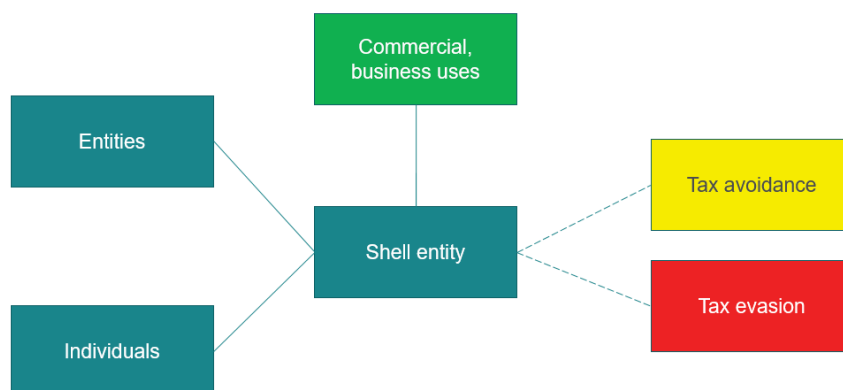 Commercial,
business uses
Entities
Tax avoidance
Shell entity
Tax evasion
Individuals